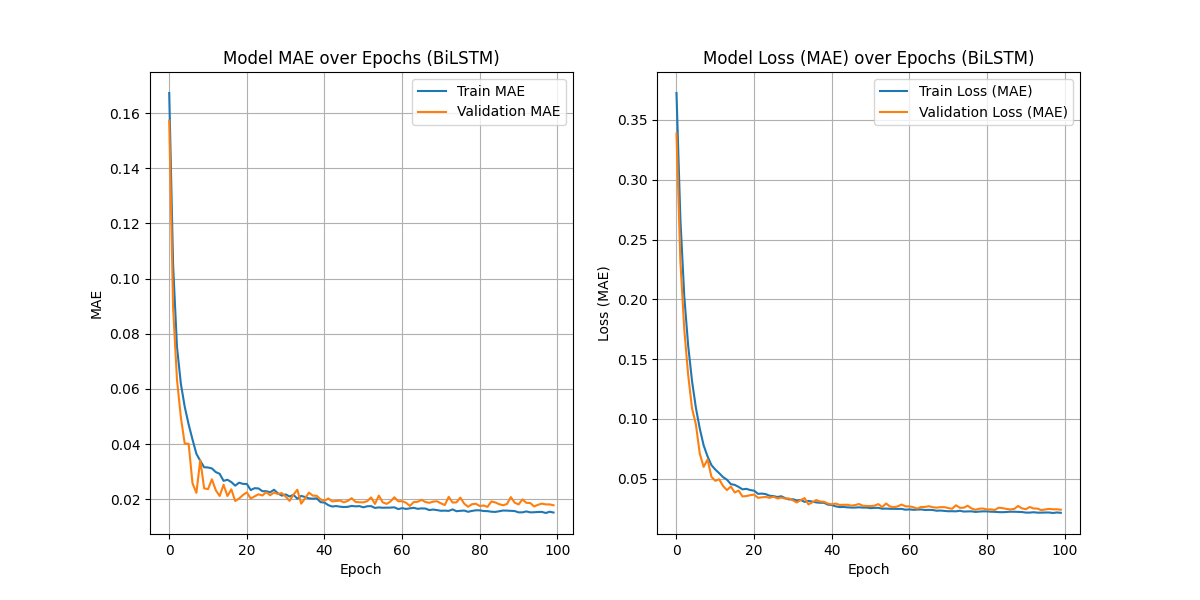 Model MAE over Epochs (BiLSTM)
Train MAE
Validation MAE
MAE
0.16
0.14
0.12
0.10
0.08
0.06
0.04
0.02
0 20 40 60 80 100
Epoch
Model Loss (MAE) over Epochs (BiLSTM)
Train Loss (MAE)
Validation Loss (MAE)
Loss (MAE)
0.35
0.30
0.25
0.20
0.15
0.10
0.05
0 20 40 60 80 100
Epoch